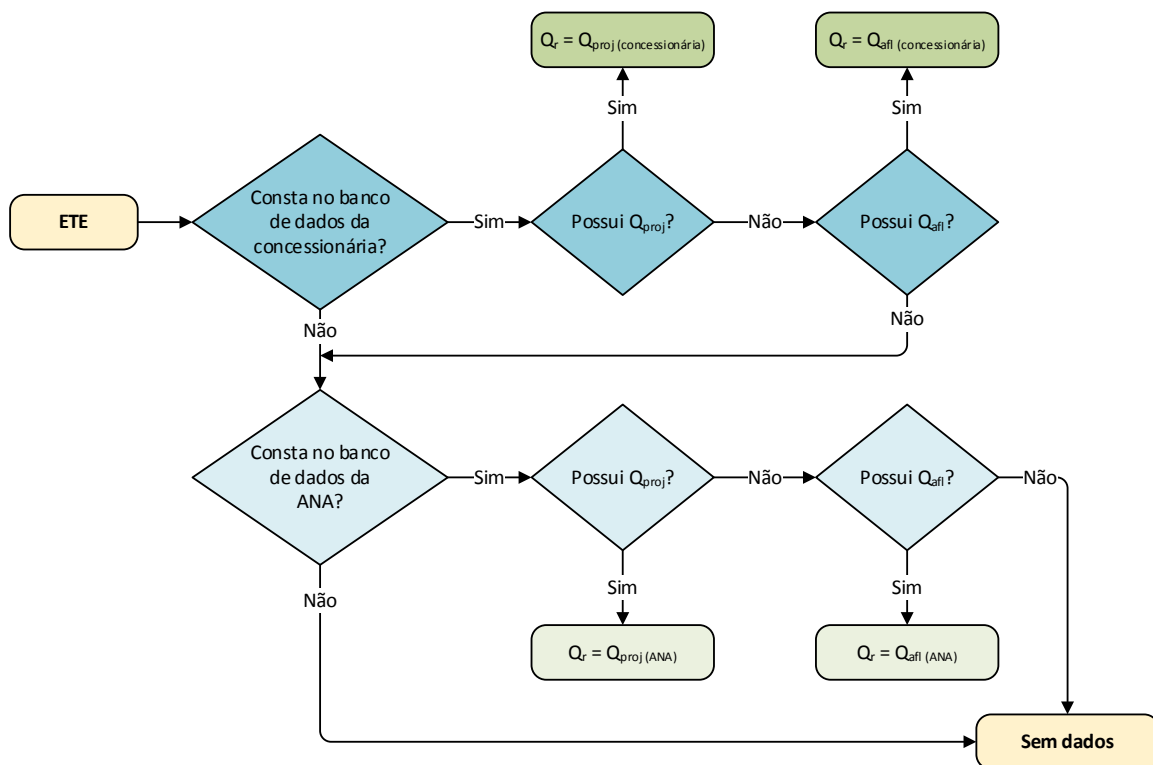 Qr = Qproj (concessionária)
Qr = Qafl (concessionária)
Sim
Sim
ETE
Consta no banco
de dados da
concessionária?
Sim
Possui Qproj?
Não
Possui Qafl?
Não
Não
Consta no banco
de dados da
ANA?
Sim
Possui Qproj?
Não
Possui Qafl?
Não
Não
Sim
Sim
Qr = Qproj (ANA)
Qr = Qafl (ANA)
Sem dados